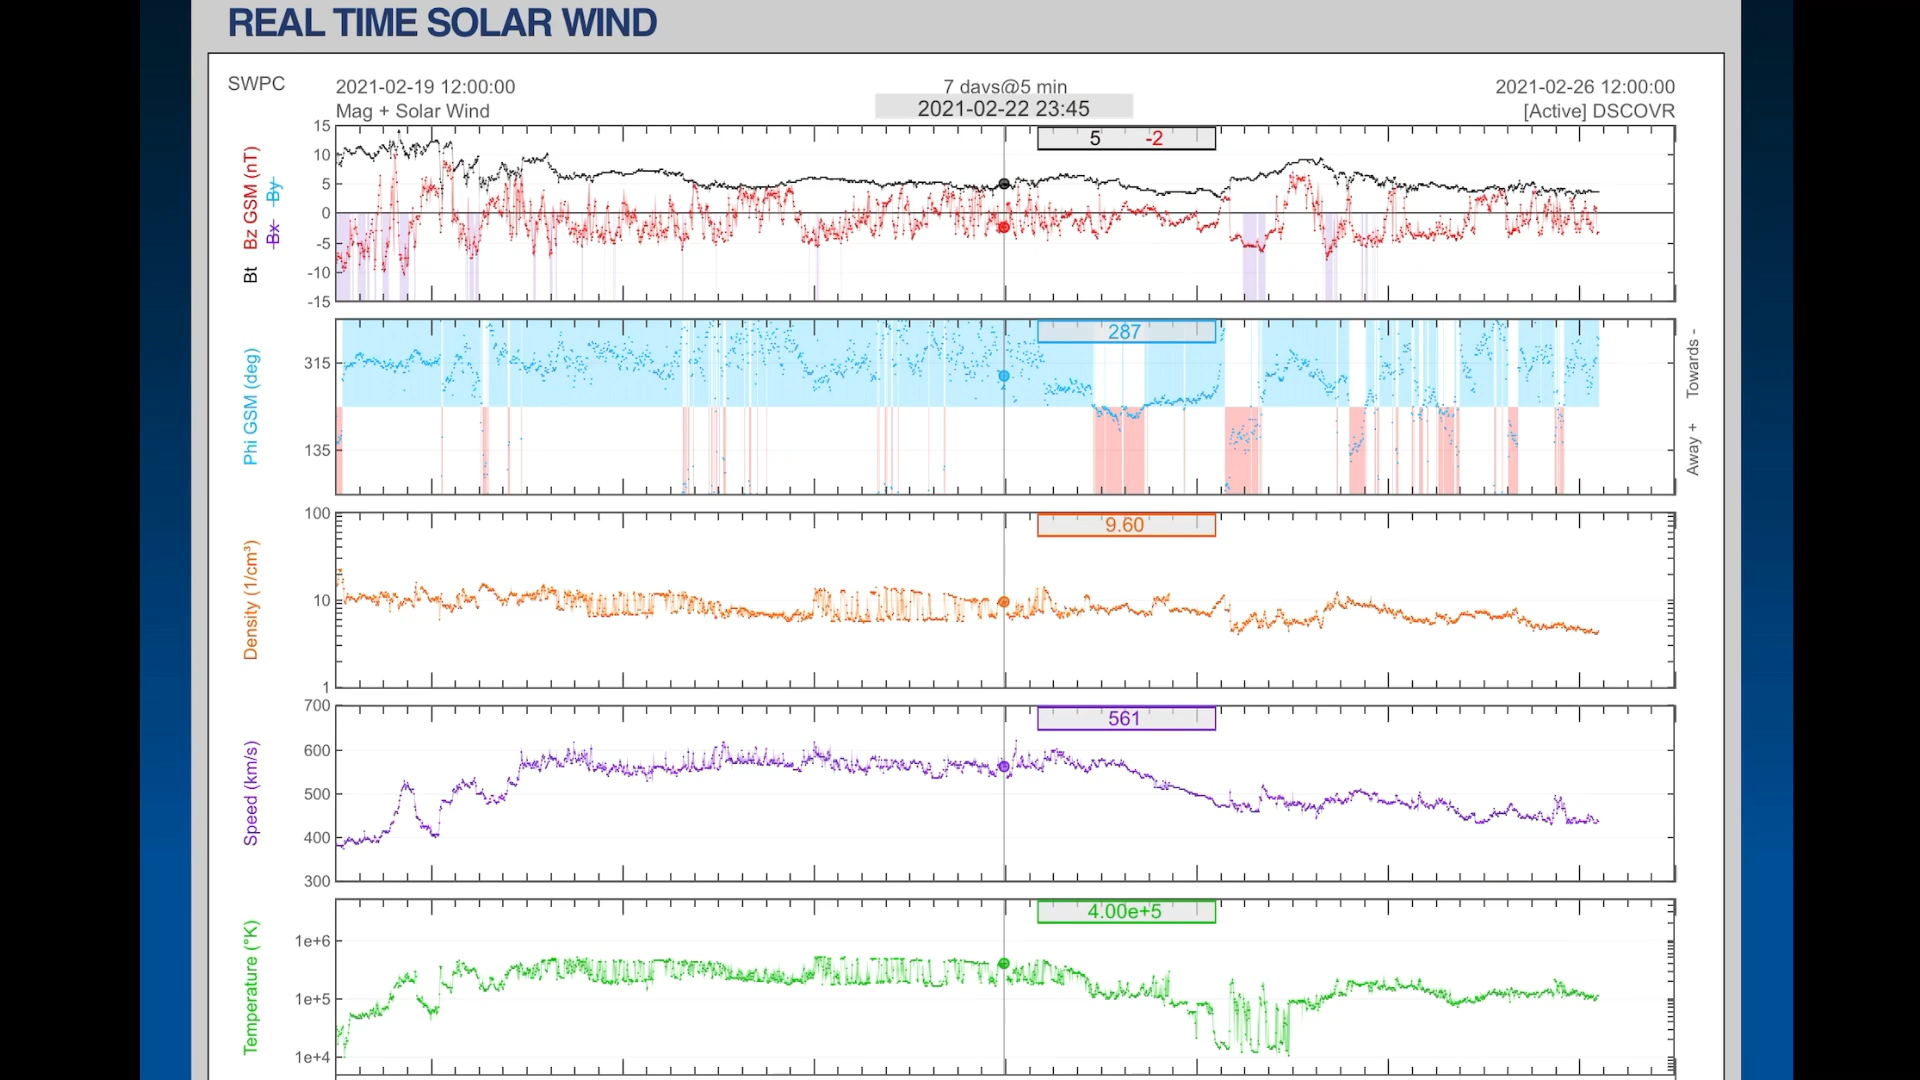 REAL TIME SOLAR WIND
SWPC
2021-02-19 12:00:00
7 days@5 min
2021-02-26 12:00:00
Mag + Solar Wind
2021-02-22 23:45
[Active] DSCOVR
Bt Bz GSM (nT)
Bx By
15
10
5
0
-5
-10
-15
5 -2
Phi GSM (deg)
315
135
287
Away + Towards -
Density (1/cm³)
100
10
1
9.60
Speed (km/s)
700
600
500
400
300
561
Temperature (°K)
1e+6
1e+5
1e+4
4.00e+5